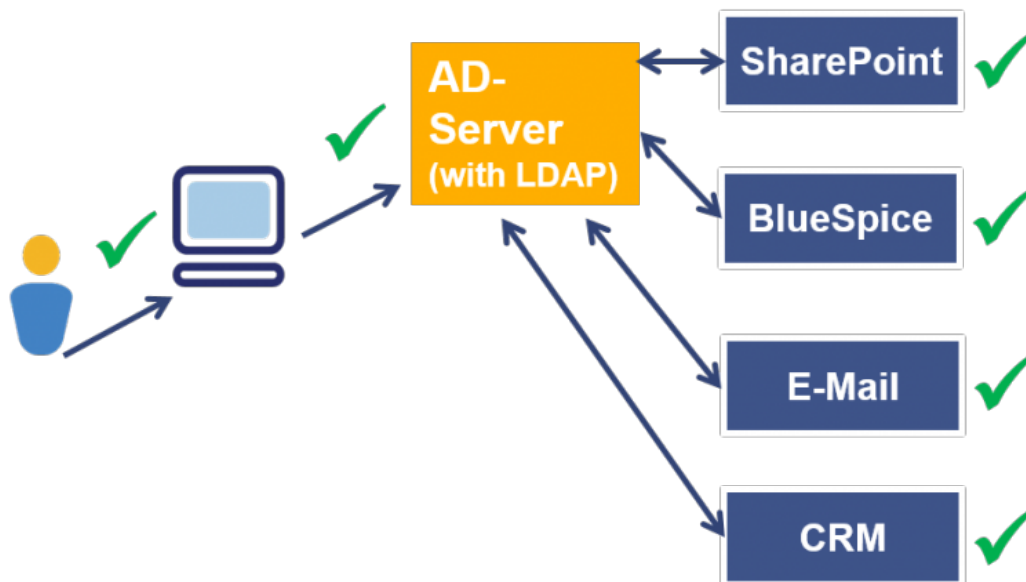 AD-
Server
(with LDAP)
SharePoint
BlueSpice
E-Mail
CRM